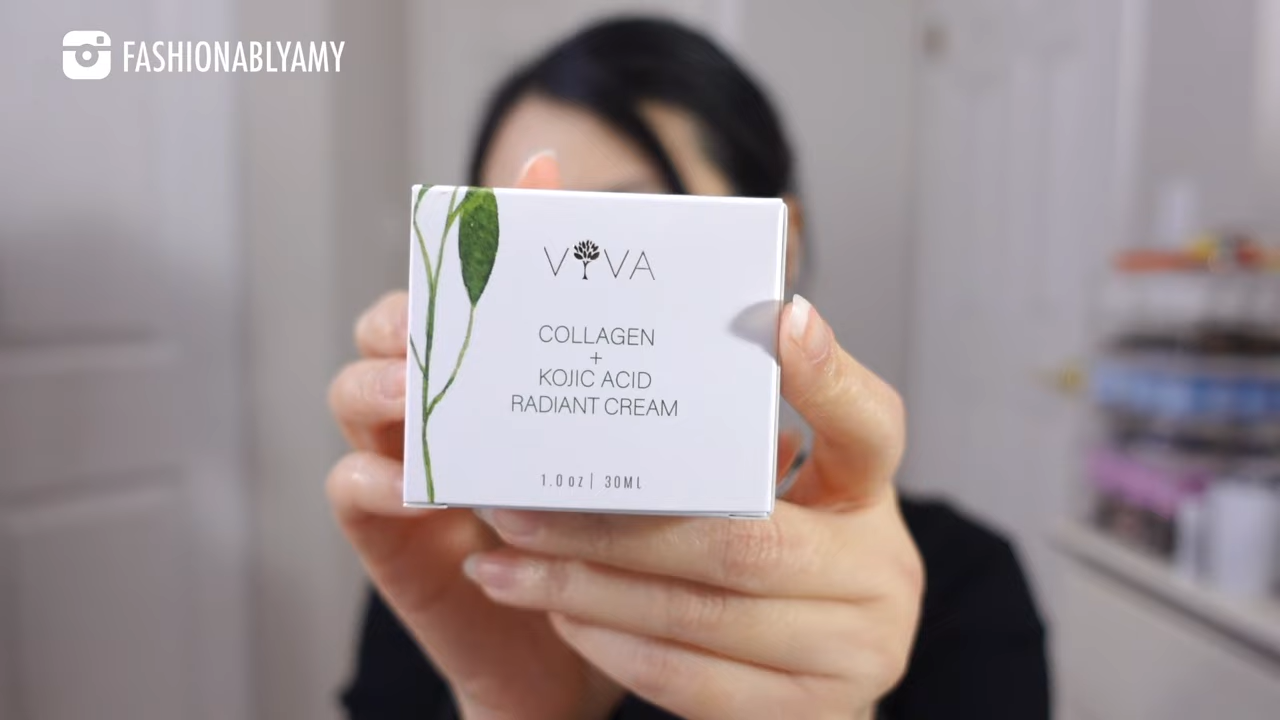 FASHIONABLYAMY
VIVA
COLLAGEN
+
KOJIC ACID
RADIANT CREAM
1.0 oz | 30ML